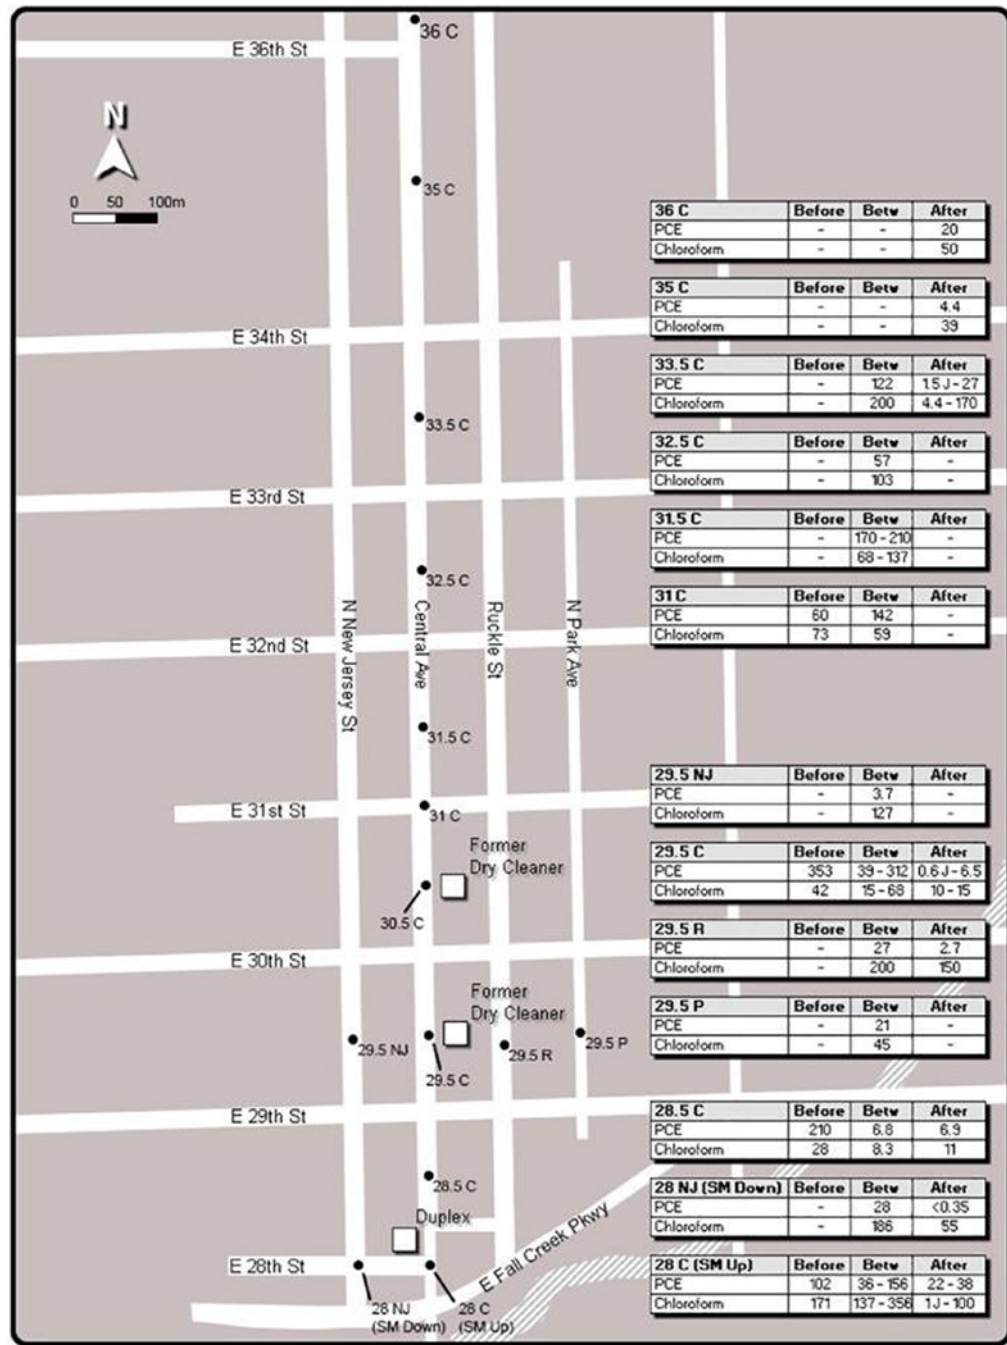 36 C
E 36th St
N
0 50 100m
35 C
E 34th St
33.5 C
E 33rd St
32.5 C
N New Jersey St
Central Ave
Ruckle St
N Park Ave
E 32nd St
31.5 C
E 31st St
31 C
Former
Dry Cleaner
30.5 C
E 30th St
Former
Dry Cleaner
29.5 NJ
29.5 C
29.5 R
29.5 P
E 29th St
28.5 C
Duplex
E 28th St
E Fall Creek Pkwy
28 NJ
(SM Down)
28 C
(SM Up)
36 C Before Betw After
PCE - - 20
Chloroform - - 50
35 C Before Betw After
PCE - - 4.4
Chloroform - - 39
33.5 C Before Betw After
PCE - 122 1.5 J - 27
Chloroform - 200 4.4 - 170
32.5 C Before Betw After
PCE - 57 -
Chloroform - 103 -
31.5 C Before Betw After
PCE - 170 - 210 -
Chloroform - 68 - 137 -
31 C Before Betw After
PCE 60 142 -
Chloroform 73 59 -
29.5 NJ Before Betw After
PCE - 3.7 -
Chloroform - 127 -
29.5 C Before Betw After
PCE 353 39 - 312 0.6 J - 6.5
Chloroform 42 15 - 68 10 - 15
29.5 R Before Betw After
PCE - 27 2.7
Chloroform - 200 150
29.5 P Before Betw After
PCE - 21 -
Chloroform - 45 -
28.5 C Before Betw After
PCE 210 6.8 6.9
Chloroform 28 8.3 11
28 NJ (SM Down) Before Betw After
PCE - 28 <0.35
Chloroform - 186 55
28 C (SM Up) Before Betw After
PCE 102 36 - 156 22 - 38
Chloroform 171 137 - 356 1 J - 100